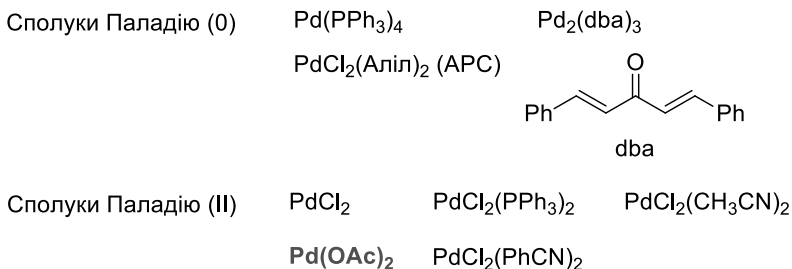 Сполуки Паладію (0) Pd(PPh3)4 Pd2(dba)3
PdCl2(Аліл)2 (APC)
O
Ph Ph
dba
Сполуки Паладію (II) PdCl2 PdCl2(PPh3)2 PdCl2(CH3CN)2
Pd(OAc)2 PdCl2(PhCN)2